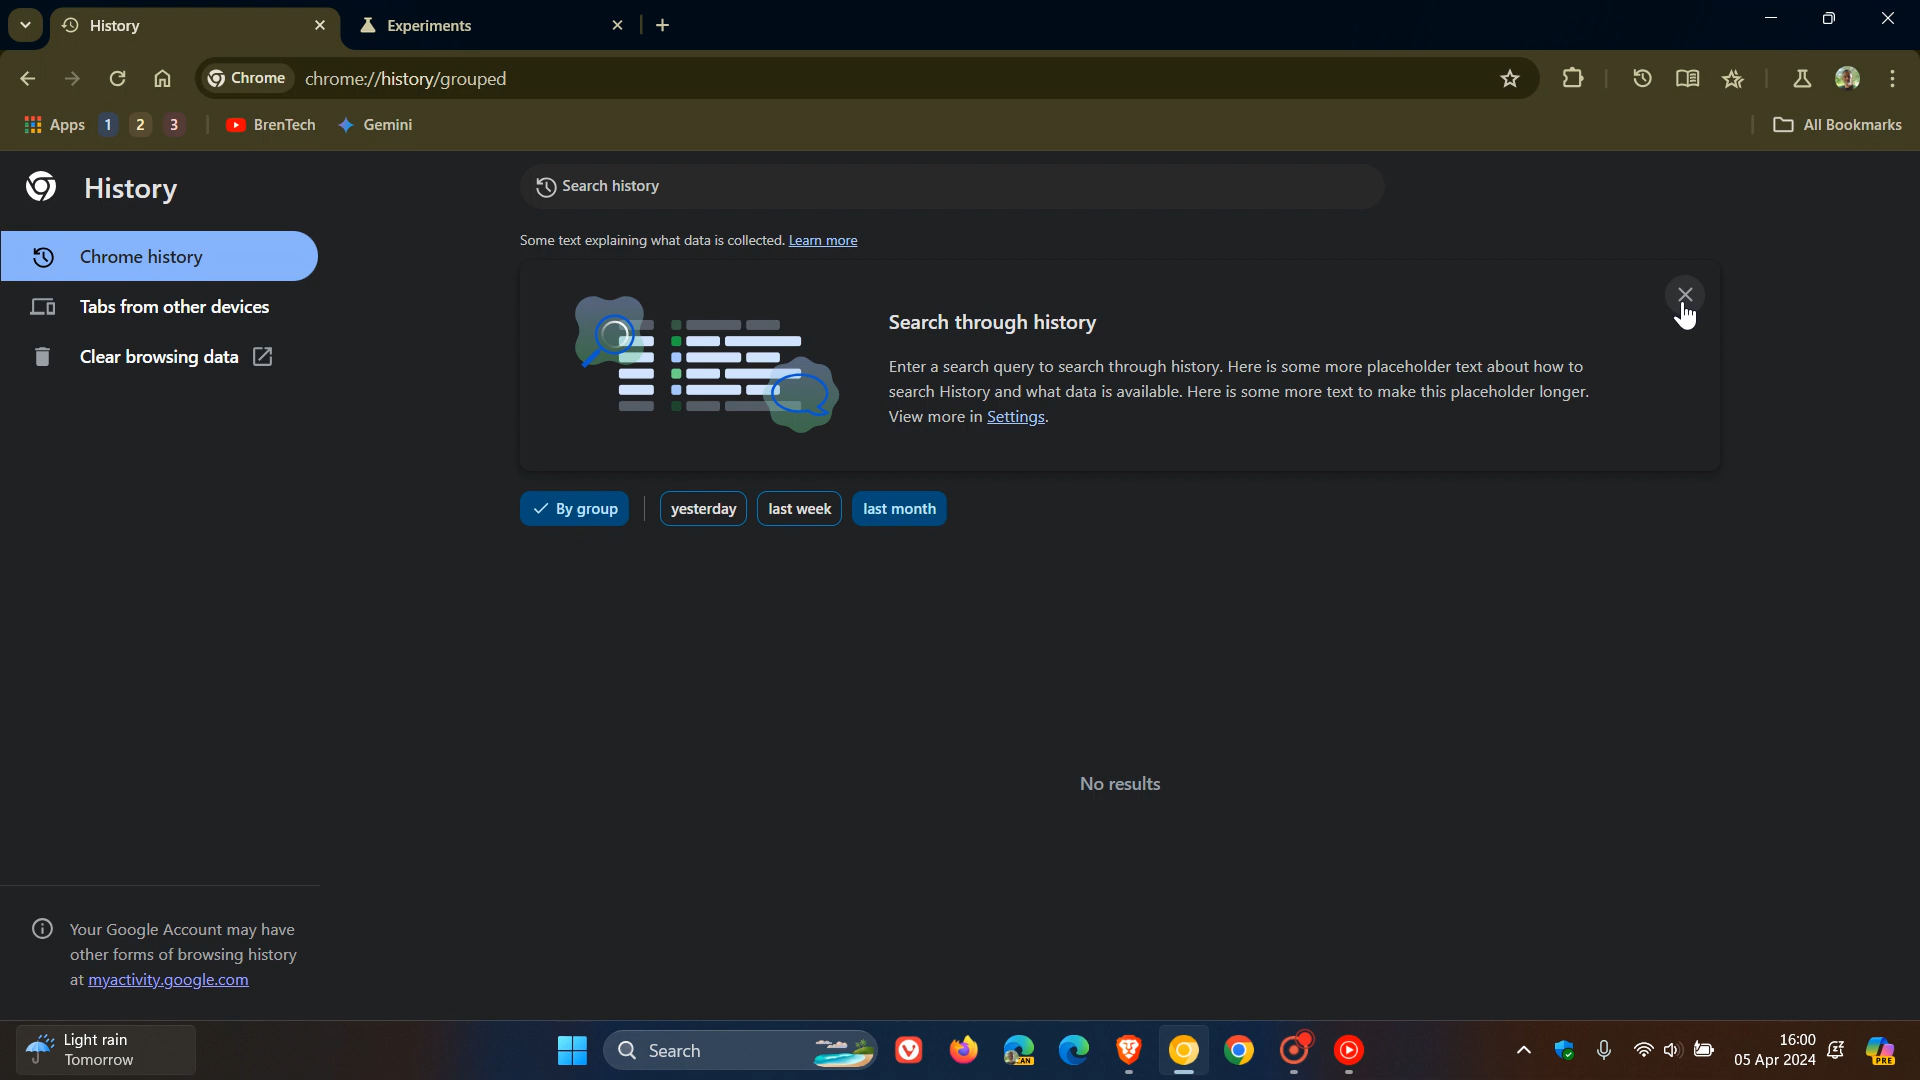 History
Experiments
Chrome chrome://history/grouped
Apps 1 2 3 BrenTech Gemini All Bookmarks
History
Search history
Chrome history
Tabs from other devices
Clear browsing data
Some text explaining what data is collected. Learn more
Search through history
Enter a search query to search through history. Here is some more placeholder text about how to
search History and what data is available. Here is some more text to make this placeholder longer.
View more in Settings.
By group yesterday last week last month
No results
Your Google Account may have
other forms of browsing history
at myactivity.google.com
Light rain
Tomorrow
Search
CAN
16:00
05 Apr 2024
PRE